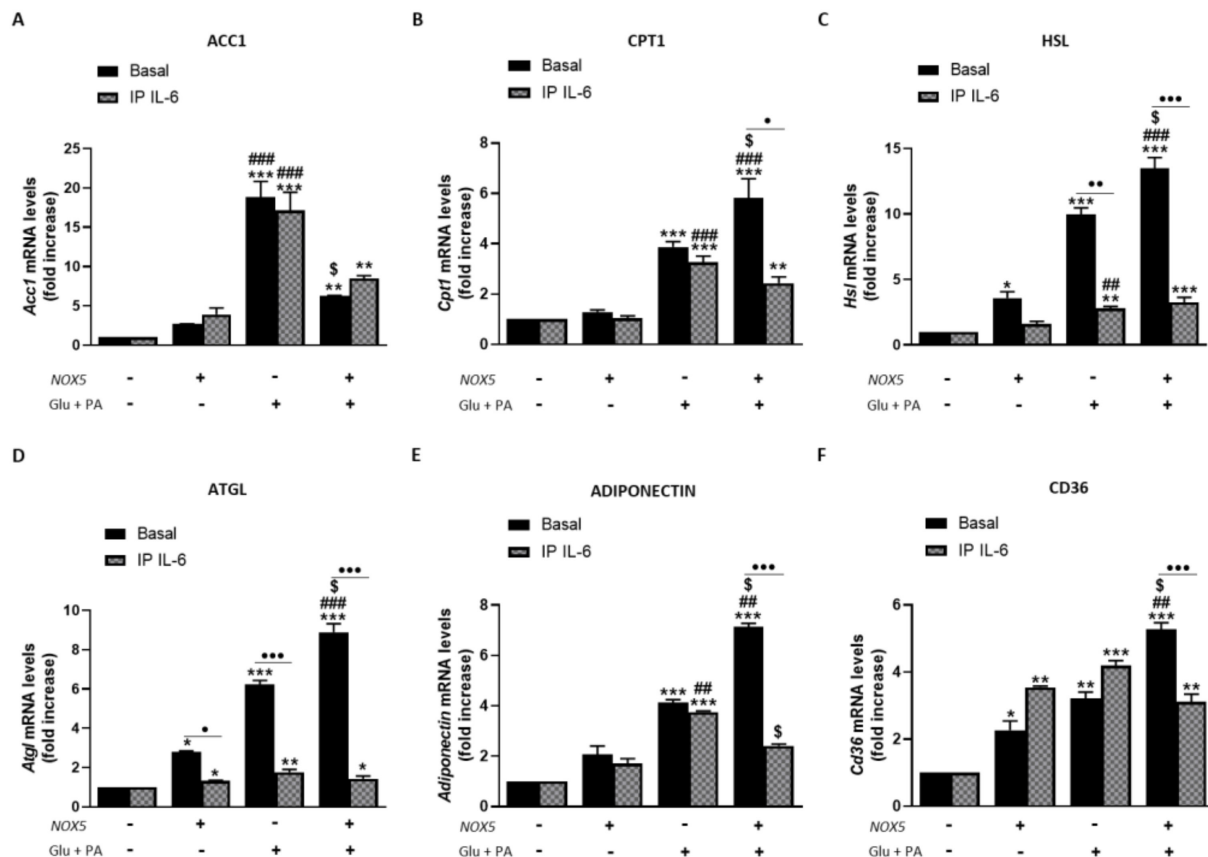 A
ACC1
Basal
IP IL-6
Acc1 mRNA levels
(fold increase)
25
20
15
10
5
0
###
***
###
***
$
**
**
NOX5 - + - +
Glu + PA - - + +
B
CPT1
Basal
IP IL-6
Cpt1 mRNA levels
(fold increase)
8
6
4
2
0
***
###
***
•
$
###
***
**
NOX5 - + - +
Glu + PA - - + +
C
HSL
Basal
IP IL-6
Hsl mRNA levels
(fold increase)
15
10
5
0
*
••
***
##
**
•••
$
###
***
***
NOX5 - + - +
Glu + PA - - + +
D
ATGL
Basal
IP IL-6
Atgl mRNA levels
(fold increase)
10
8
6
4
2
0
•
*
*
•••
***
**
•••
$
###
***
*
NOX5 - + - +
Glu + PA - - + +
E
ADIPONECTIN
Basal
IP IL-6
Adiponectin mRNA levels
(fold increase)
8
6
4
2
0
***
##
***
•••
$
##
***
$
NOX5 - + - +
Glu + PA - - + +
F
CD36
Basal
IP IL-6
Cd36 mRNA levels
(fold increase)
6
4
2
0
*
**
**
***
•••
$
##
***
**
NOX5 - + - +
Glu + PA - - + +